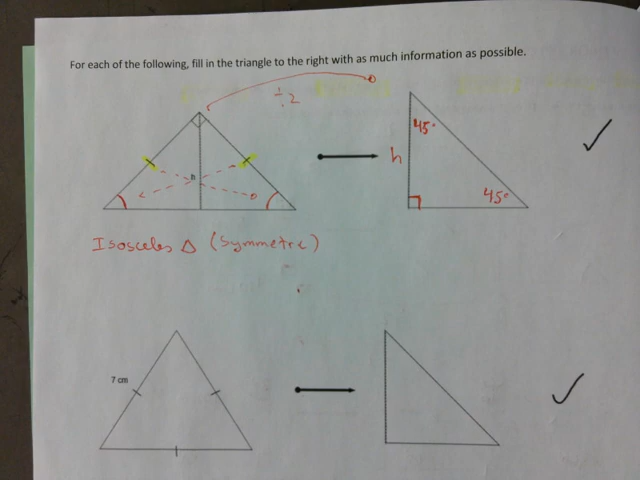 For each of the following, fill in the triangle to the right with as much information as possible.
÷2
45°
h
h
45°
Isosceles Δ (Symmetric)
7 cm